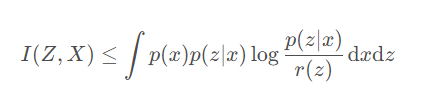 I(Z, X) ≤ ∫ p(x)p(z|x) log p(z|x)/r(z) dxdz